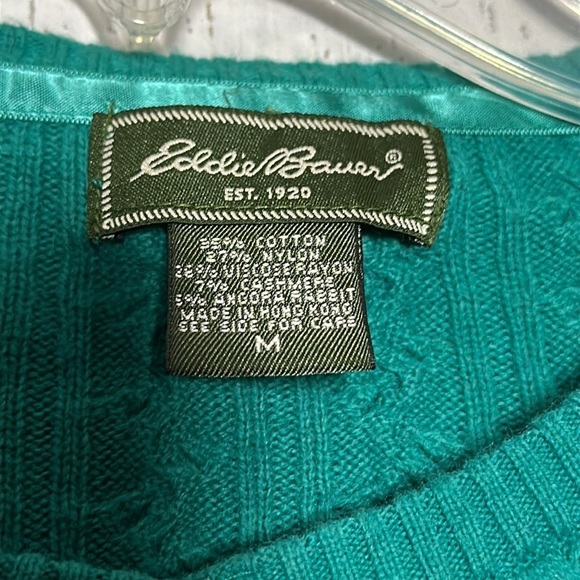 Eddie Bauer®
EST. 1920
35% COTTON
27% NYLON
26% VISCOSE RAYON
7% CASHMERE
5% ANGORA RABBIT
MADE IN HONG KONG
SEE SIDE FOR CARE
M